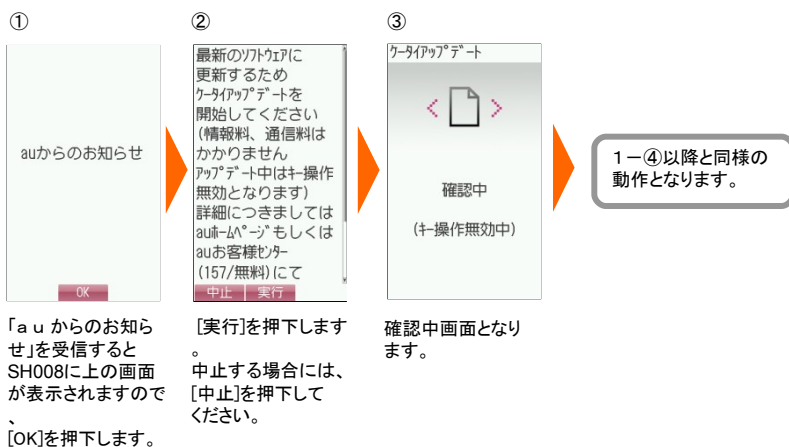 ①
auからのお知らせ
OK
「ａｕからのお知ら
せ」を受信すると
SH008に上の画面
が表示されますので
、
[OK]を押下します。
②
最新のｿﾌﾄｳｪｱに
更新するため
ｹｰﾀｲｱｯﾌﾟﾃﾞｰﾄを
開始してください
(情報料、通信料は
かかりません
ｱｯﾌﾟﾃﾞｰﾄ中はｷｰ操作
無効となります)
詳細につきましては
auﾎｰﾑﾍﾟｰｼﾞもしくは
auお客様ｾﾝﾀｰ
(157/無料)にて
中止 実行
[実行]を押下します
。
中止する場合には、
[中止]を押下して
ください。
③
ｹｰﾀｲｱｯﾌﾟﾃﾞｰﾄ
確認中
(ｷｰ操作無効中)
確認中画面となり
ます。
１－④以降と同様の
動作となります。